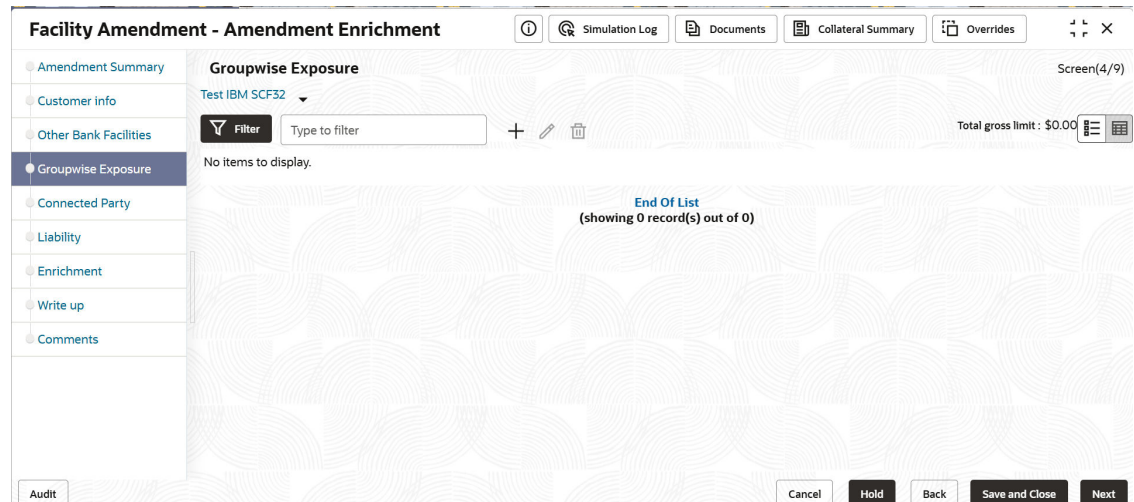 Facility Amendment - Amendment Enrichment
Simulation Log
Documents
Collateral Summary
Overrides
Amendment Summary
Customer info
Other Bank Facilities
Groupwise Exposure
Connected Party
Liability
Enrichment
Write up
Comments
Groupwise Exposure
Screen(4/9)
Test IBM SCF32
Filter
Type to filter
Total gross limit : $0.00
No items to display.
End Of List
(showing 0 record(s) out of 0)
Audit
Cancel
Hold
Back
Save and Close
Next